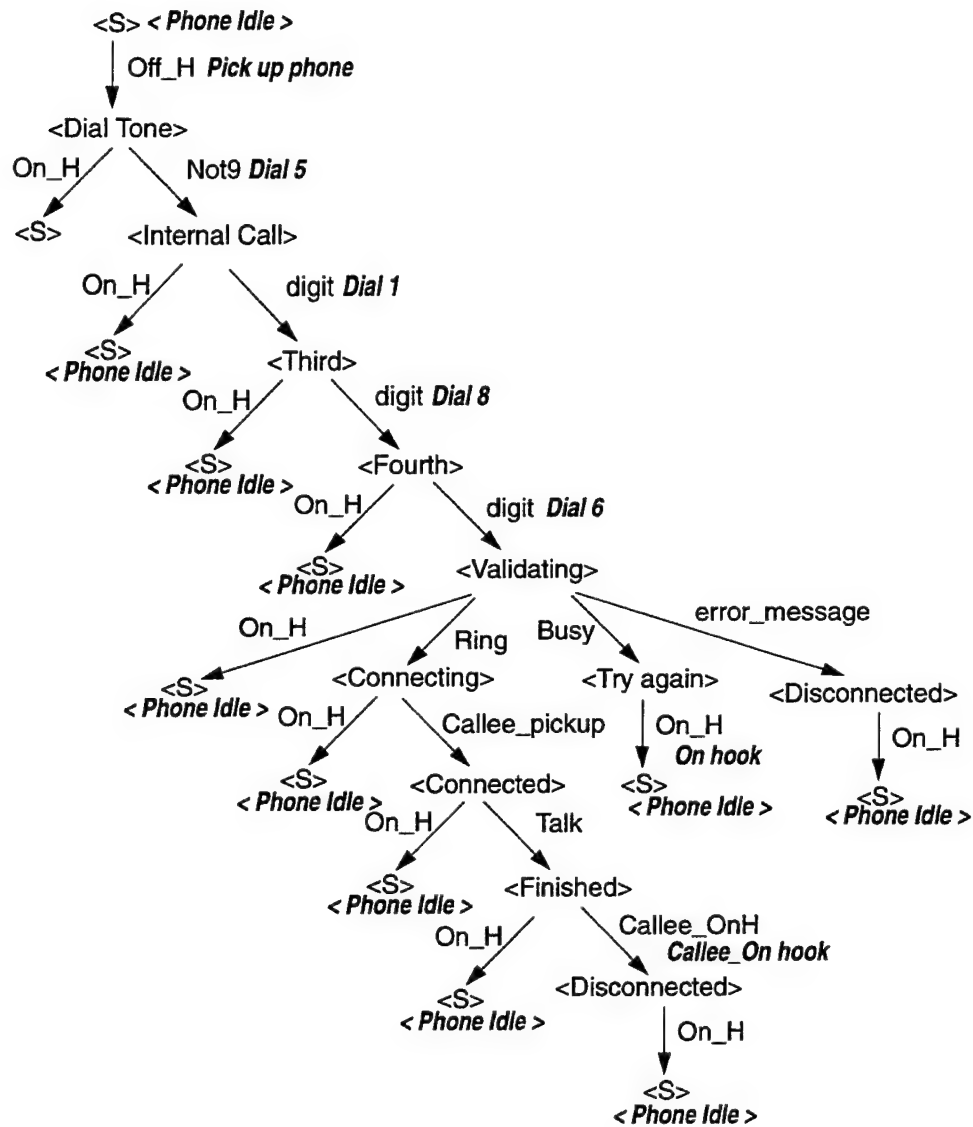 <S> < Phone Idle >
Off_H Pick up phone
<Dial Tone>
On_H
Not9 Dial 5
<S>
<Internal Call>
On_H
digit Dial 1
<S>
< Phone Idle >
<Third>
On_H
digit Dial 8
<S>
< Phone Idle >
<Fourth>
On_H
digit Dial 6
<S>
< Phone Idle >
<Validating>
On_H
Ring
Busy
error_message
<S>
< Phone Idle >
<Connecting>
<Try again>
<Disconnected>
On_H
Callee_pickup
On_H
On hook
On_H
<S>
< Phone Idle >
<Connected>
<S>
< Phone Idle >
<S>
< Phone Idle >
On_H
Talk
<S>
< Phone Idle >
<Finished>
On_H
Callee_OnH
Callee_On hook
<S>
< Phone Idle >
<Disconnected>
On_H
<S>
< Phone Idle >